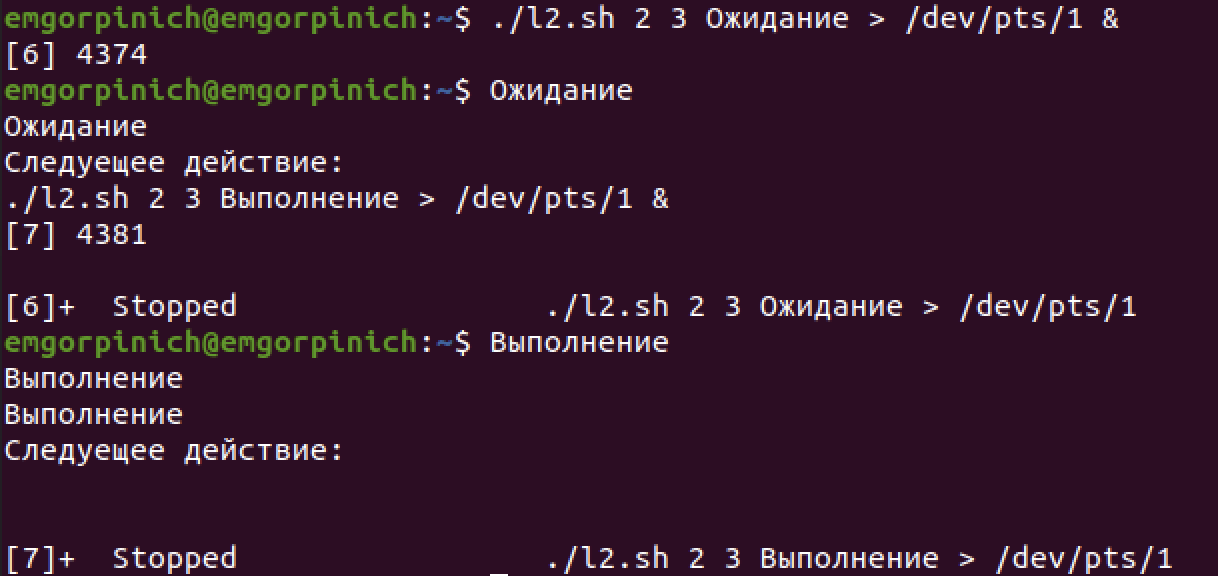 emgorpinich@emgorpinich:~$ ./l2.sh 2 3 Ожидание > /dev/pts/1 &
[6] 4374
emgorpinich@emgorpinich:~$ Ожидание
Ожидание
Следуещее действие:
./l2.sh 2 3 Выполнение > /dev/pts/1 &
[7] 4381
[6]+  Stopped                 ./l2.sh 2 3 Ожидание > /dev/pts/1
emgorpinich@emgorpinich:~$ Выполнение
Выполнение
Выполнение
Следуещее действие:
[7]+  Stopped                 ./l2.sh 2 3 Выполнение > /dev/pts/1